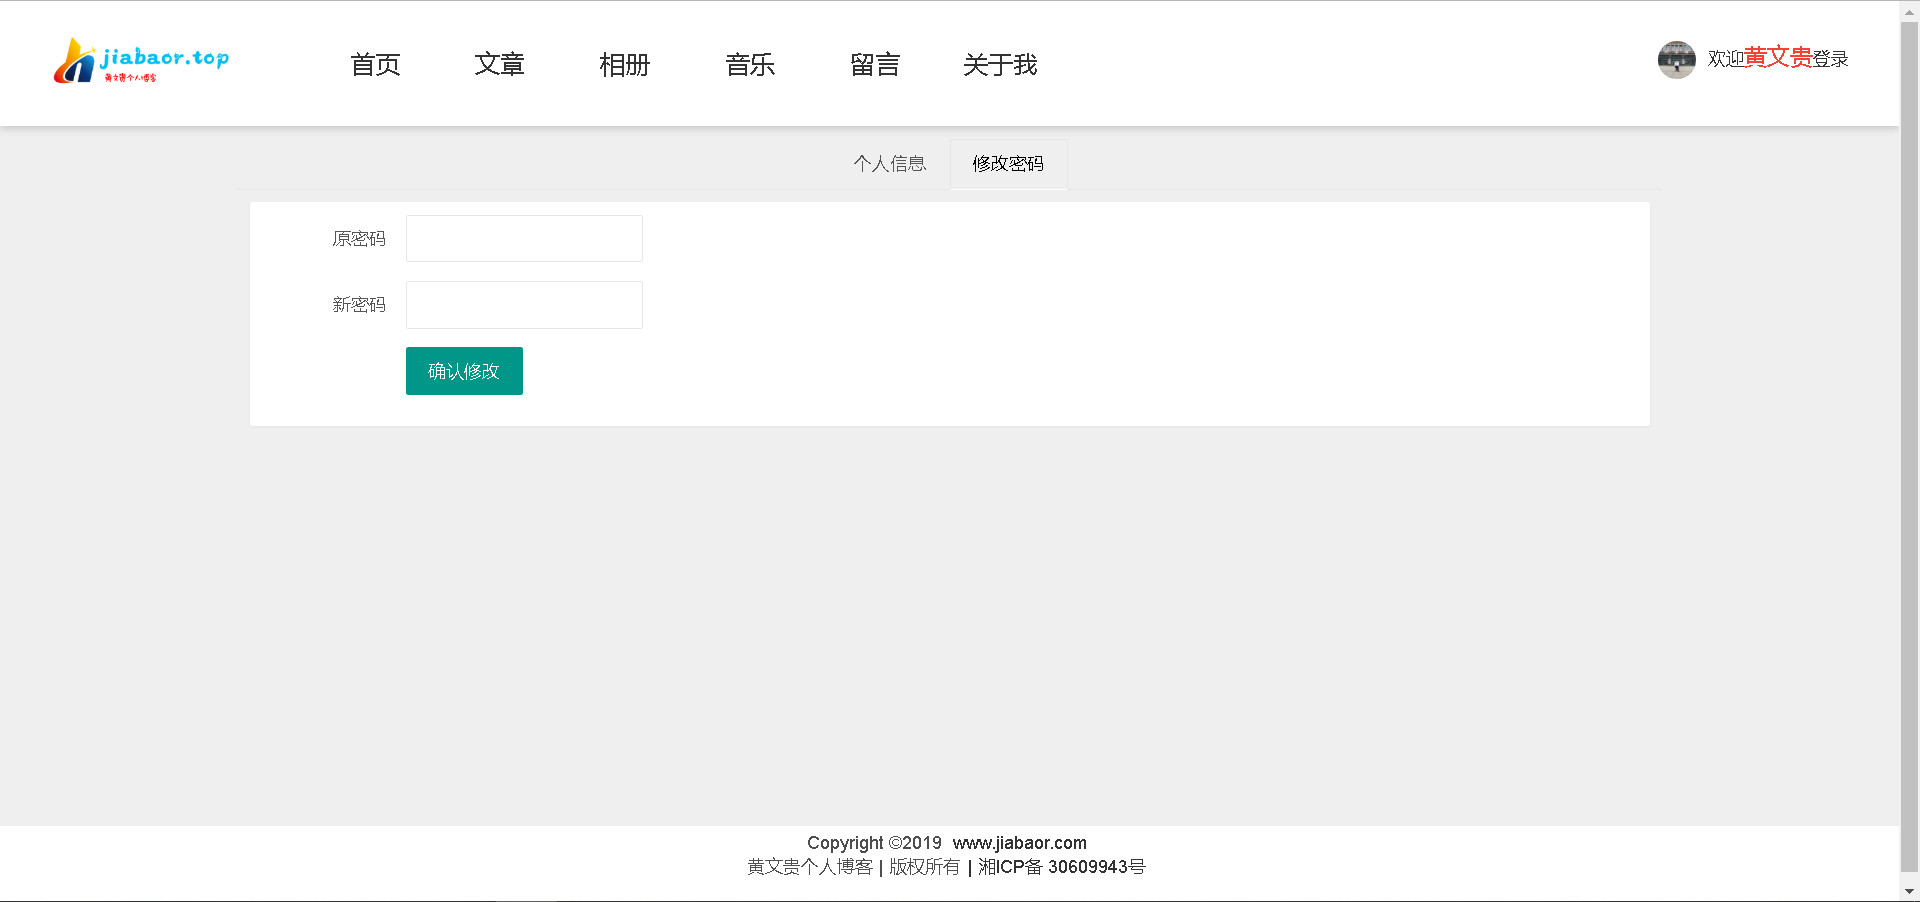 jiabaor.top
黄文贵个人博客
首页 文章 相册 音乐 留言 关于我
欢迎黄文贵登录
个人信息 修改密码
原密码
新密码
确认修改
Copyright ©2019 www.jiabaor.com
黄文贵个人博客 | 版权所有 | 湘ICP备 30609943号